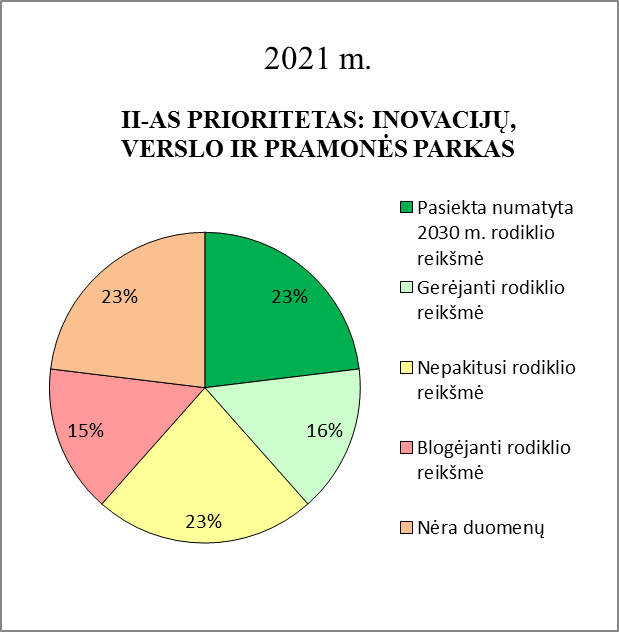 2021 m.
II-AS PRIORITETAS: INOVACIJŲ,
VERSLO IR PRAMONĖS PARKAS
Pasiekta numatyta
2030 m. rodiklio
reikšmė
Gerėjanti rodiklio
reikšmė
Nepakitusi rodiklio
reikšmė
Blogėjanti rodiklio
reikšmė
Nėra duomenų
23%
23%
16%
15%
23%